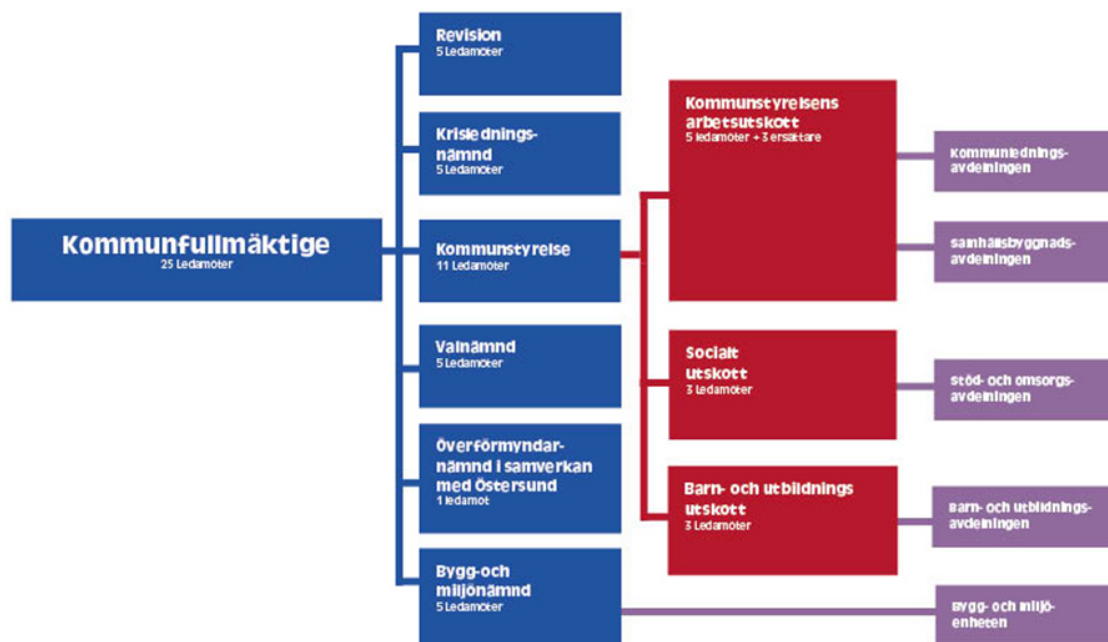 Kommunfullmäktige
25 Ledamöter
Revision
5 Ledamöter
Krislednings-
nämnd
5 Ledamöter
Kommunstyrelse
11 Ledamöter
Valnämnd
5 Ledamöter
Överförmyndar-
nämnd i samverkan
med Östersund
1 ledamot
Bygg-och
miljönämnd
5 Ledamöter
Kommunstyrelsens
arbetsutskott
5 ledamöter + 3 ersättare
Socialt
utskott
3 Ledamöter
Barn- och utbildnings
utskott
3 Ledamöter
Kommunlednings-
avdelningen
Samhällsbyggnads-
avdelningen
Stöd- och omsorgs-
avdelningen
Barn- och utbildnings-
avdelningen
Bygg- och miljö-
enheten